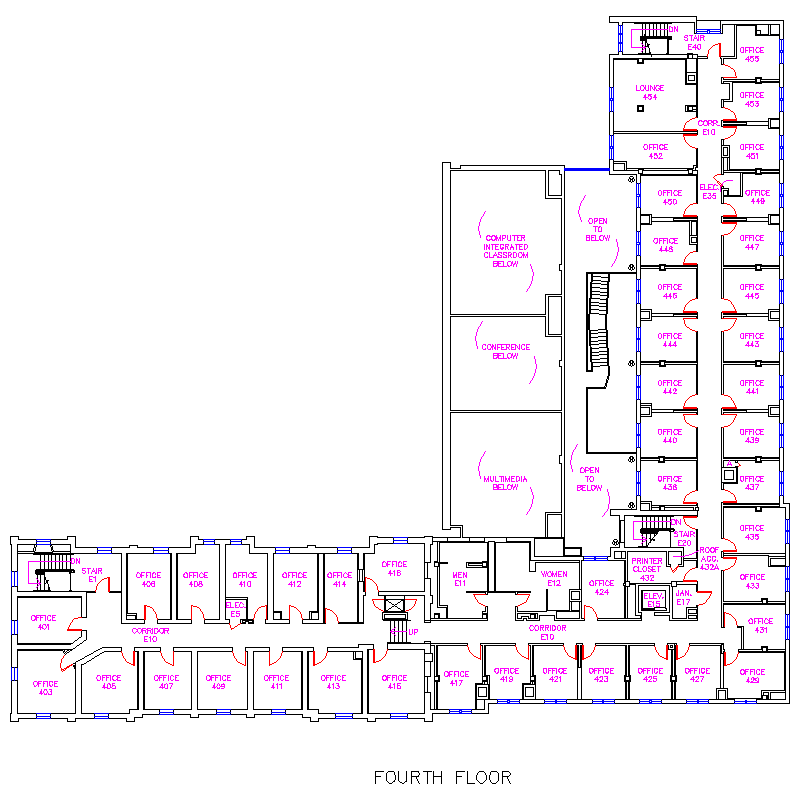 DN
STAIR
E40
OFFICE
455
LOUNGE
454
OFFICE
453
CORR.
E10
OFFICE
452
OFFICE
451
ELEC.
E35
OFFICE
450
OFFICE
449
OPEN
TO
BELOW
COMPUTER
INTEGRATED
CLASSROOM
BELOW
OFFICE
448
OFFICE
447
OFFICE
446
OFFICE
445
OFFICE
444
OFFICE
443
CONFERENCE
BELOW
OFFICE
442
OFFICE
441
OFFICE
440
OFFICE
439
MULTIMEDIA
BELOW
OPEN
TO
BELOW
OFFICE
438
OFFICE
437
DN
STAIR
E20
OFFICE
435
ROOF
ACC.
432A
PRINTER
CLOSET
432
OFFICE
433
DN
STAIR
E1
OFFICE
406
OFFICE
408
OFFICE
410
OFFICE
412
OFFICE
414
OFFICE
418
MEN
E11
WOMEN
E12
OFFICE
424
ELEV.
E15
JAN.
E17
ELEC.
E5
OFFICE
401
CORRIDOR
E10
UP
CORRIDOR
E10
OFFICE
431
OFFICE
403
OFFICE
405
OFFICE
407
OFFICE
409
OFFICE
411
OFFICE
413
OFFICE
415
OFFICE
417
OFFICE
419
OFFICE
421
OFFICE
423
OFFICE
425
OFFICE
427
OFFICE
429
FOURTH FLOOR